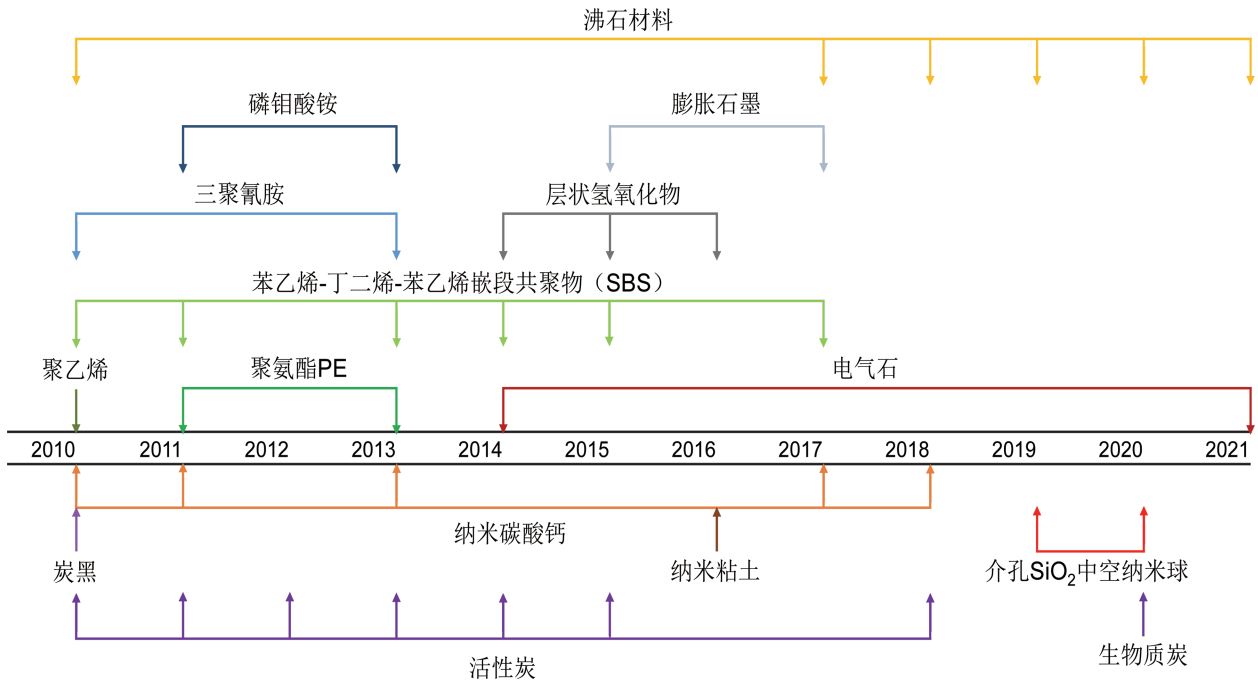 沸石材料
磷钼酸铵
膨胀石墨
三聚氰胺
层状氢氧化物
苯乙烯-丁二烯-苯乙烯嵌段共聚物（SBS）
聚乙烯
聚氨酯PE
电气石
2010 2011 2012 2013 2014 2015 2016 2017 2018 2019 2020 2021
纳米碳酸钙
炭黑
纳米粘土
介孔SiO₂中空纳米球
活性炭
生物质炭